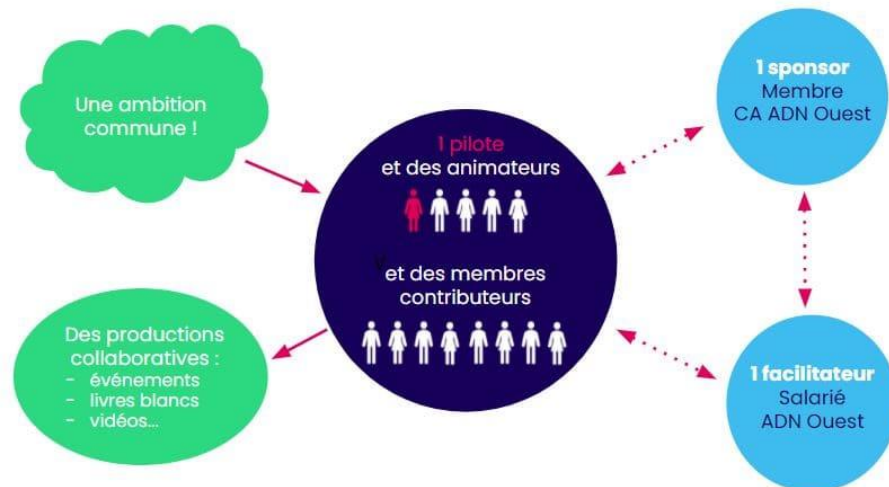 Une ambition
commune !
1 pilote
et des animateurs
et des membres
contributeurs
Des productions
collaboratives :
- événements
- livres blancs
- vidéos...
1 sponsor
Membre
CA ADN Ouest
1 facilitateur
Salarié
ADN Ouest